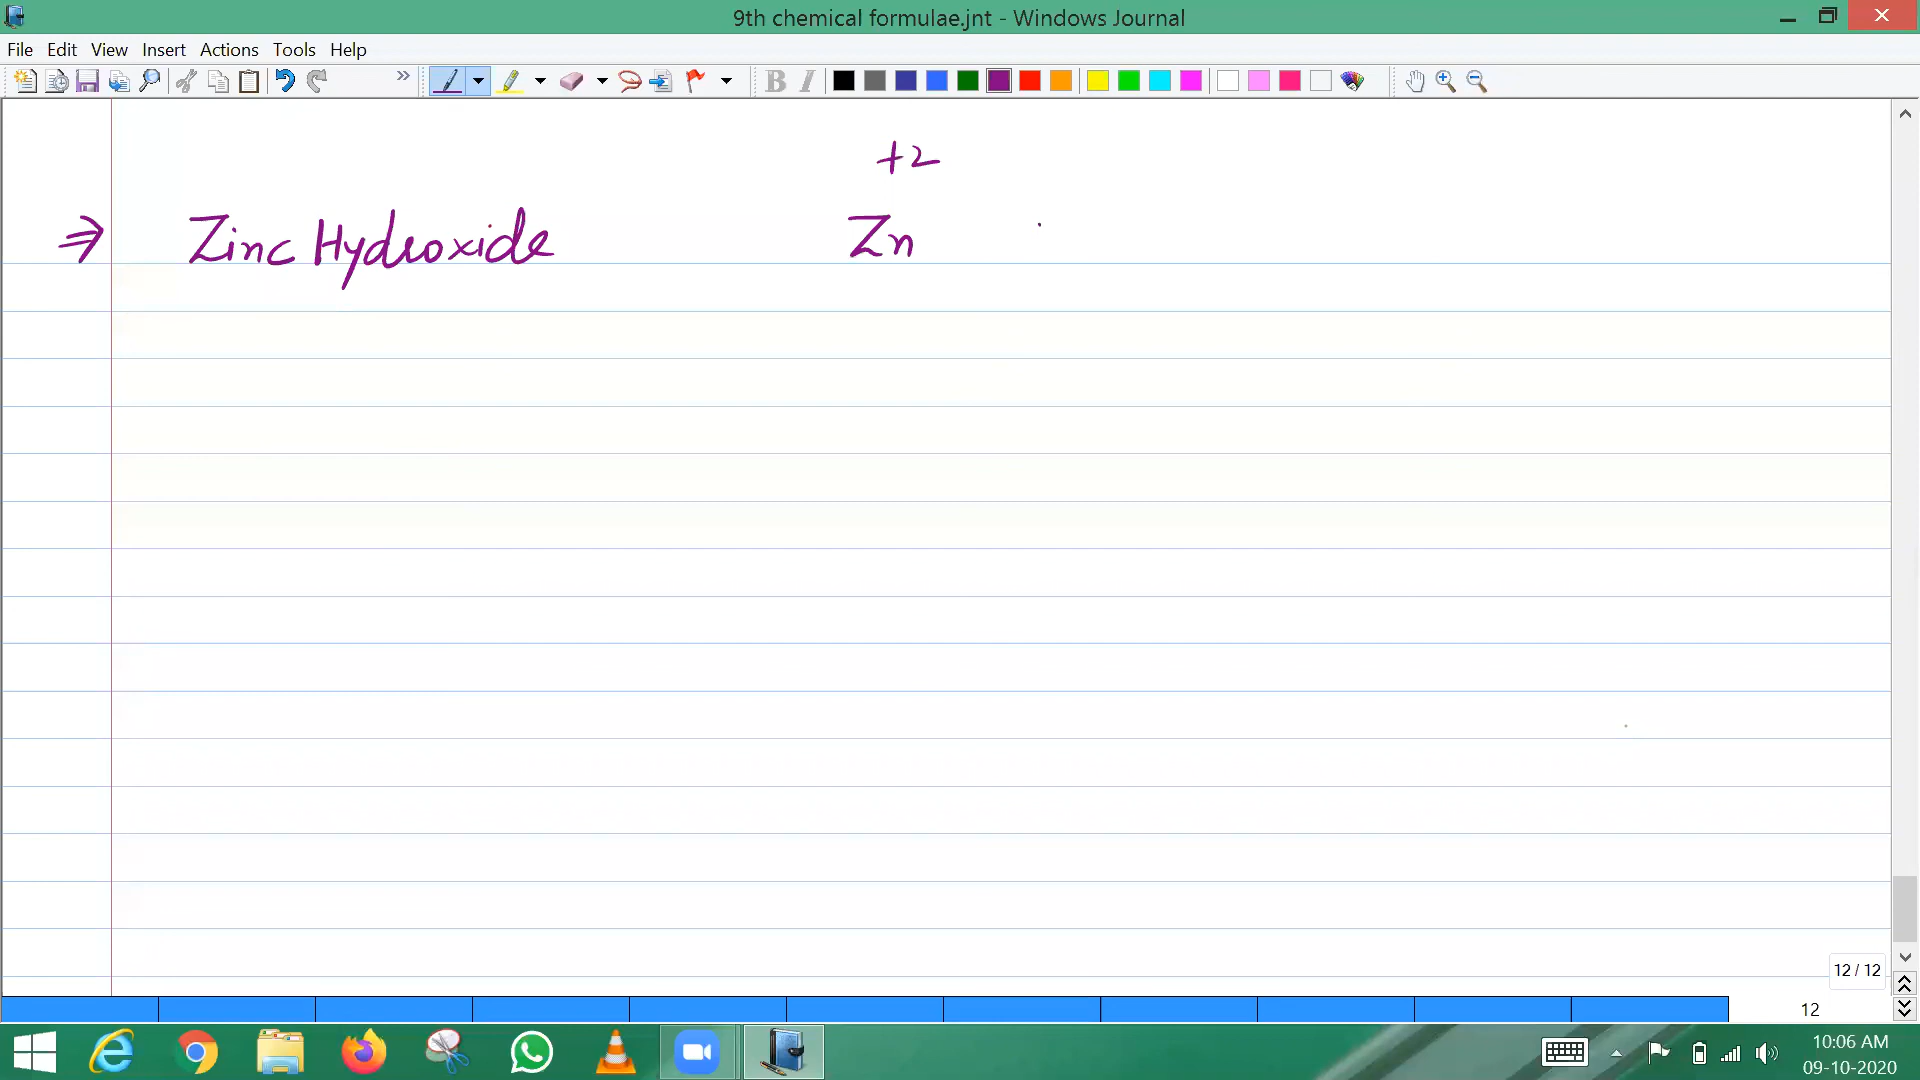 9th chemical formulae.jnt - Windows Journal
File Edit View Insert Actions Tools Help
+2
⇒ Zinc Hydroxide Zn
12 / 12
12
10:06 AM
09-10-2020